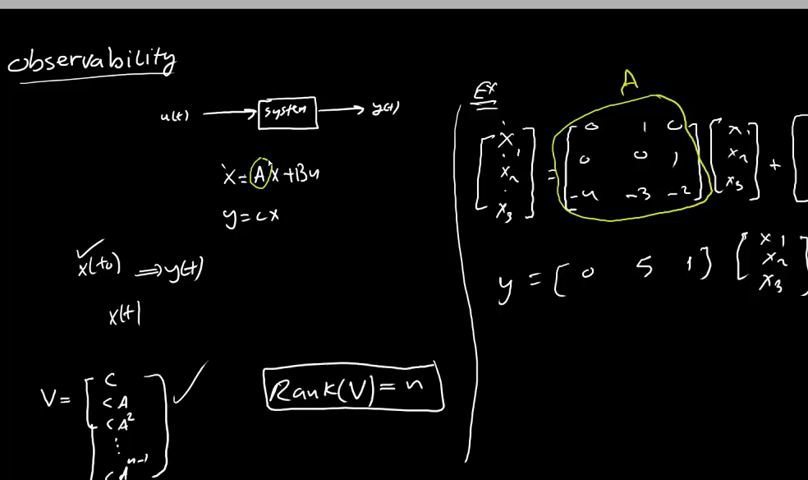 observability
u(t) system y(t)
ẋ = Ax + Bu
y = cx
x(t0) ⟹ y(t)
x(t)
V = [ C
CA
CA²
⋮
CAⁿ⁻¹ ]
Rank(V) = n
Ex
A
[ẋ1 ẋ2 ẋ3] = [0 1 0
0 0 1
-4 -3 -2] [x1 x2 x3] +
y = [0 5 1] [x1 x2 x3]